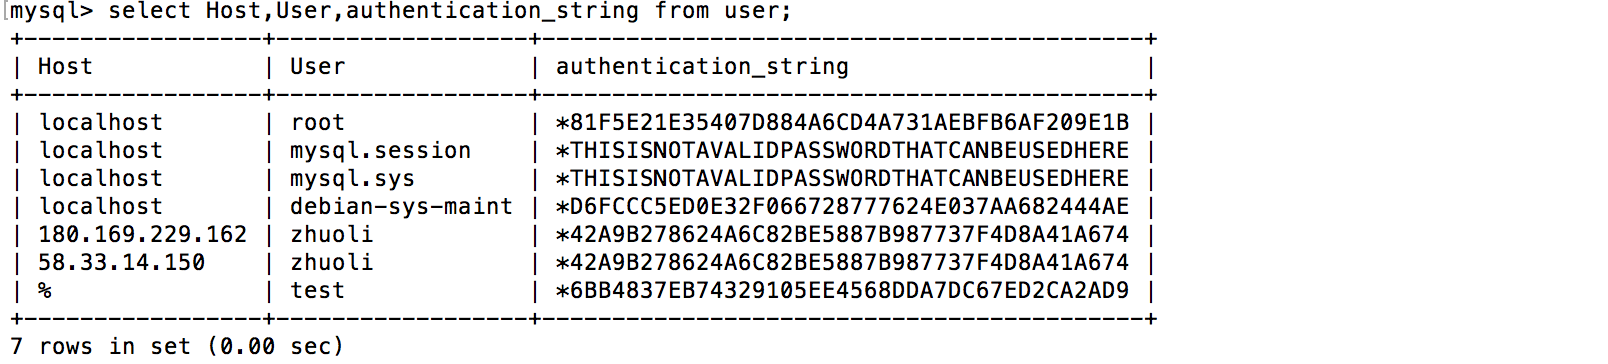 mysql> select Host,User,authentication_string from user;
+-----------------+------------------+-------------------------------------------+
| Host            | User             | authentication_string                     |
+-----------------+------------------+-------------------------------------------+
| localhost       | root             | *81F5E21E35407D884A6CD4A731AEBFB6AF209E1B |
| localhost       | mysql.session    | *THISISNOTAVALIDPASSWORDTHATCANBEUSEDHERE |
| localhost       | mysql.sys        | *THISISNOTAVALIDPASSWORDTHATCANBEUSEDHERE |
| localhost       | debian-sys-maint | *D6FCCC5ED0E32F066728777624E037AA682444AE |
| 180.169.229.162 | zhuoli           | *42A9B278624A6C82BE5887B987737F4D8A41A674 |
| 58.33.14.150    | zhuoli           | *42A9B278624A6C82BE5887B987737F4D8A41A674 |
| %               | test             | *6BB4837EB74329105EE4568DDA7DC67ED2CA2AD9 |
+-----------------+------------------+-------------------------------------------+
7 rows in set (0.00 sec)